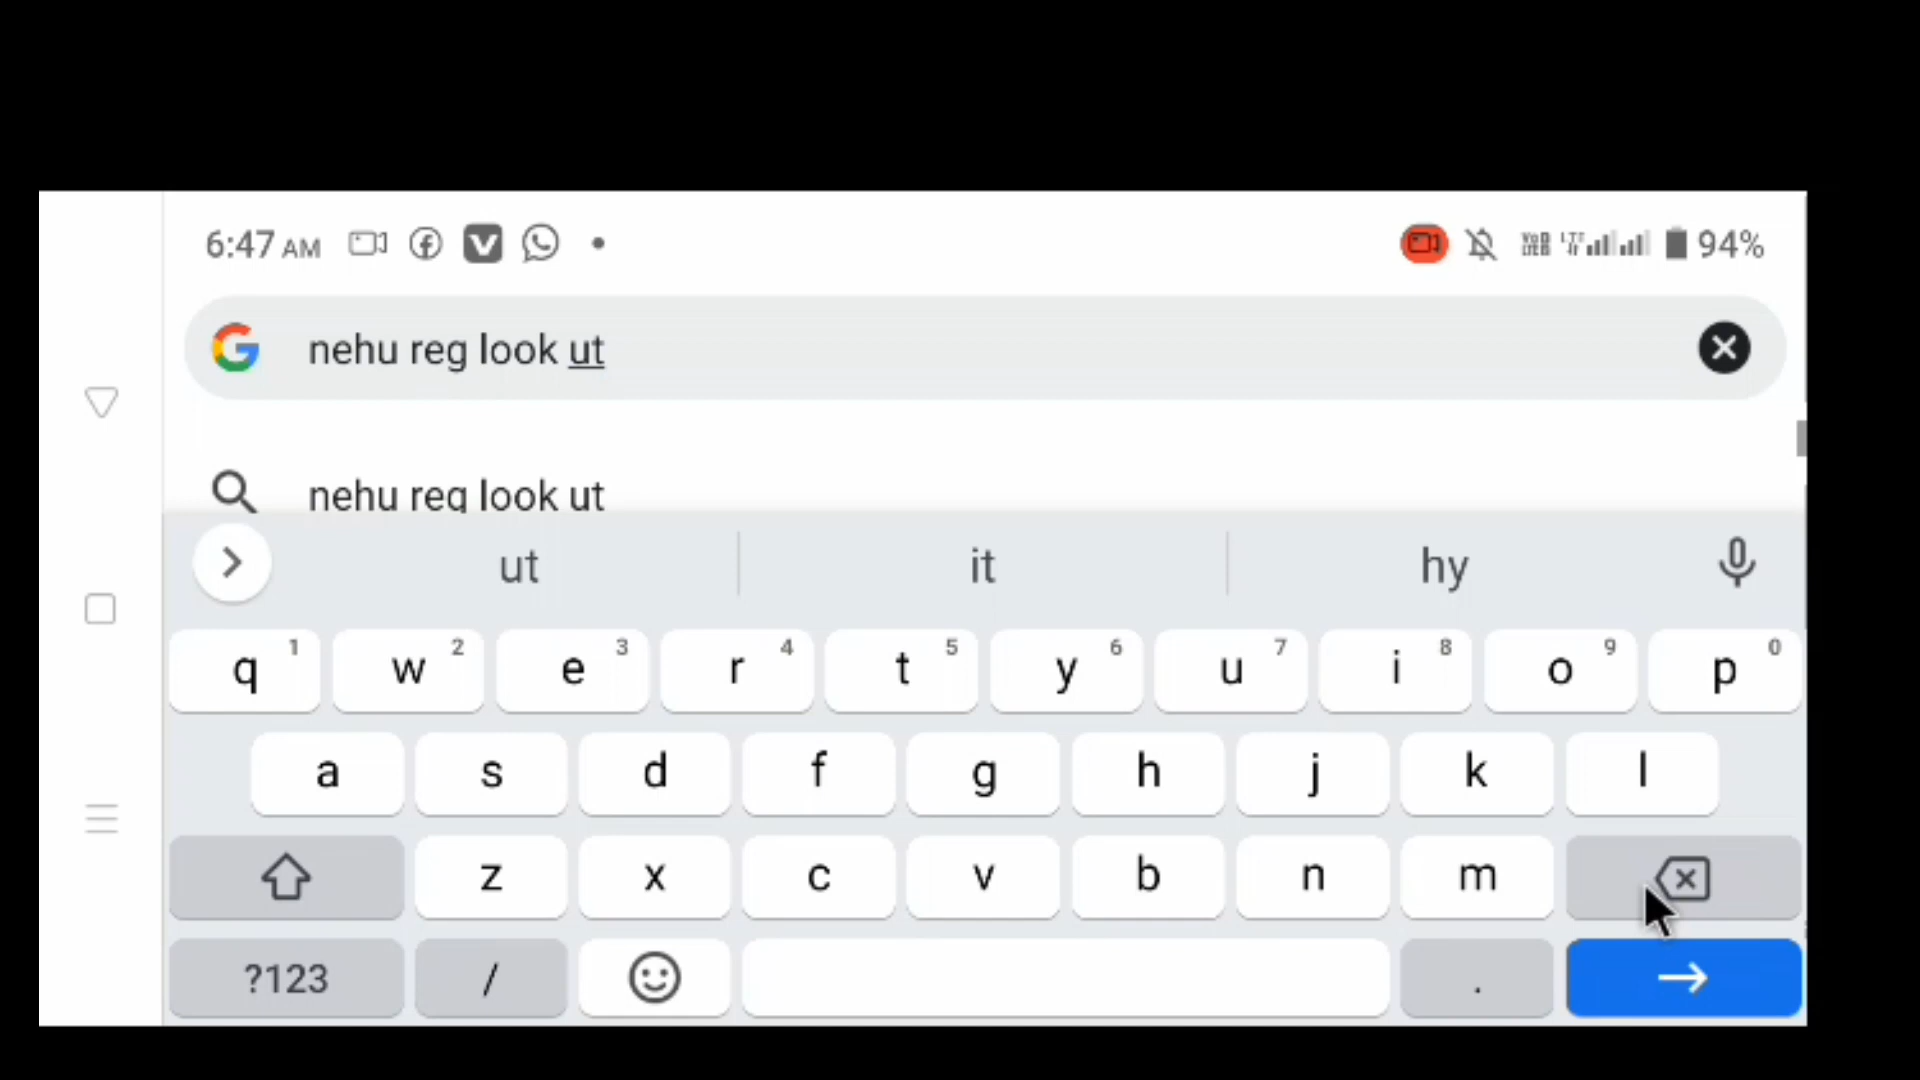 6:47 AM
94%
nehu reg look ut
nehu reg look ut
ut it hy
q 1 w 2 e 3 r 4 t 5 y 6 u 7 i 8 o 9 p 0
a s d f g h j k l
z x c v b n m
?123 / .